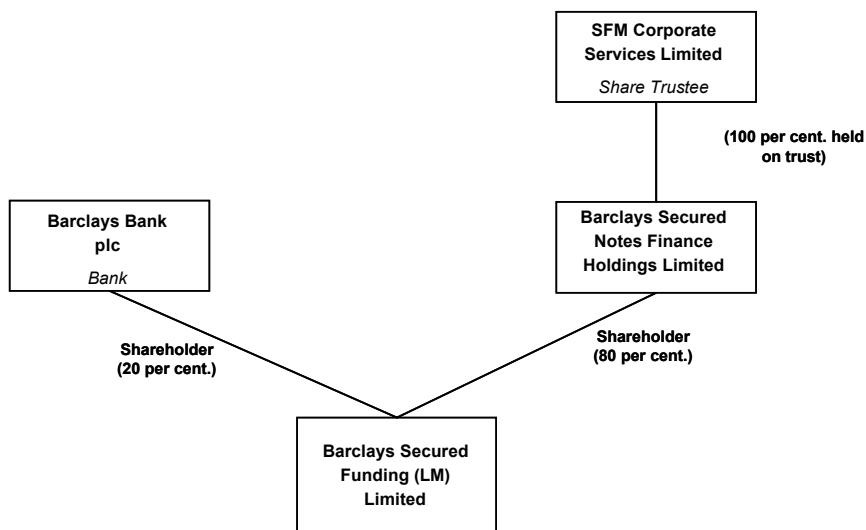 SFM Corporate
Services Limited
Share Trustee
(100 per cent. held
on trust)
Barclays Bank
plc
Bank
Barclays Secured
Notes Finance
Holdings Limited
Shareholder
(20 per cent.)
Shareholder
(80 per cent.)
Barclays Secured
Funding (LM)
Limited